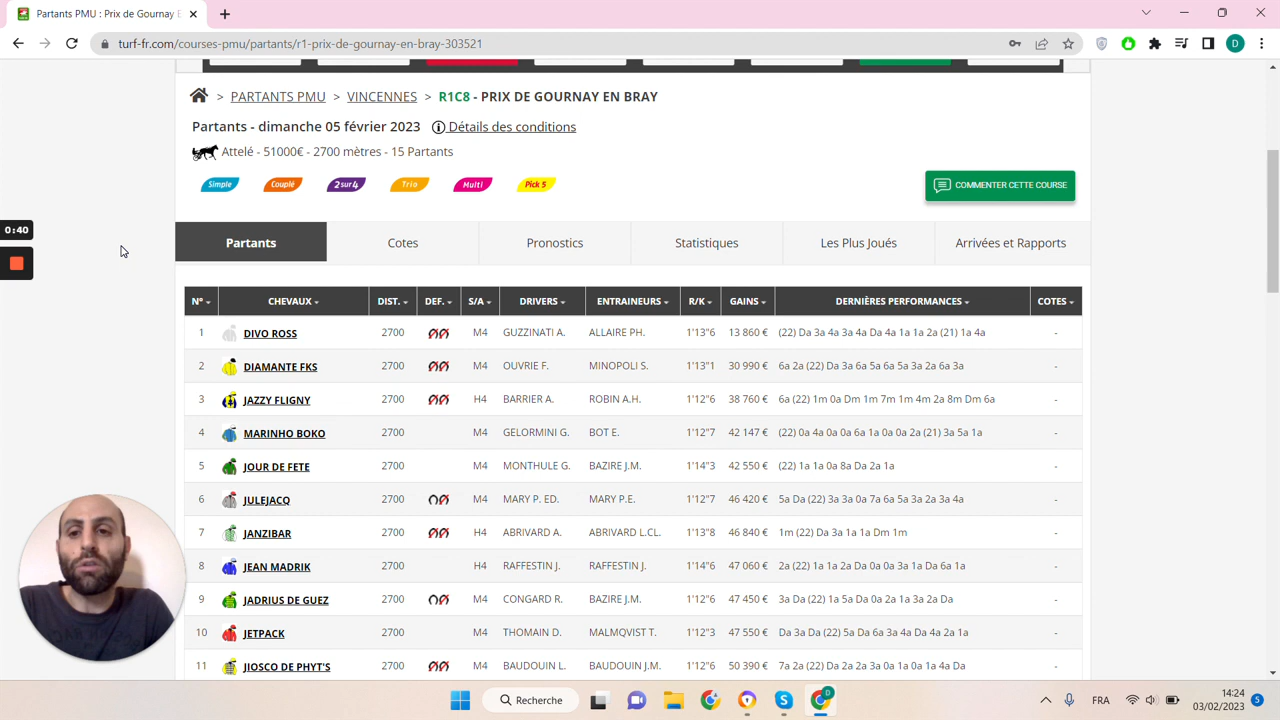 Partants PMU : Prix de Gournay E
turf-fr.com/courses-pmu/partants/r1-prix-de-gournay-en-bray-303521
> PARTANTS PMU > VINCENNES > R1C8 - PRIX DE GOURNAY EN BRAY
Partants - dimanche 05 février 2023 Détails des conditions
Attelé - 51000€ - 2700 mètres - 15 Partants
Simple Couplé 2sur4 Trio Multi Pick 5
COMMENTER CETTE COURSE
0:40
Partants Cotes Pronostics Statistiques Les Plus Joués Arrivées et Rapports
N° CHEVAUX DIST. DEF. S/A DRIVERS ENTRAINEURS R/K GAINS DERNIÈRES PERFORMANCES COTES
1 DIVO ROSS 2700 M4 GUZZINATI A. ALLAIRE PH. 1'13"6 13 860 € (22) Da 3a 4a 3a 4a Da 4a 1a 1a 2a (21) 1a 4a -
2 DIAMANTE FKS 2700 M4 OUVRIE F. MINOPOLI S. 1'13"1 30 990 € 6a 2a (22) Da 3a 6a 5a 6a 5a 3a 2a 6a 3a -
3 JAZZY FLIGNY 2700 H4 BARRIER A. ROBIN A.H. 1'12"6 38 760 € 6a (22) 1m 0a Dm 1m 7m 1m 4m 2a 8m Dm 6a -
4 MARINHO BOKO 2700 M4 GELORMINI G. BOT E. 1'12"7 42 147 € (22) 0a 4a 0a 0a 6a 1a 0a 0a 2a (21) 3a 5a 1a -
5 JOUR DE FETE 2700 M4 MONTHULE G. BAZIRE J.M. 1'14"3 42 550 € (22) 1a 1a 0a 8a Da 2a 1a -
6 JULEJACQ 2700 M4 MARY P. ED. MARY P.E. 1'12"7 46 420 € 5a Da (22) 3a 3a 0a 7a 6a 5a 3a 2a 3a 4a -
7 JANZIBAR 2700 H4 ABRIVARD A. ABRIVARD L.CL. 1'13"8 46 840 € 1m (22) Da 3a 1a 1a Dm 1m -
8 JEAN MADRIK 2700 H4 RAFFESTIN J. RAFFESTIN J. 1'14"6 47 060 € 2a (22) 1a 1a 2a Da 0a 0a 3a 1a Da 6a 1a -
9 JADRIUS DE GUEZ 2700 M4 CONGARD R. BAZIRE J.M. 1'12"6 47 450 € 3a Da (22) 1a 5a Da 0a 2a 1a 3a 2a Da -
10 JETPACK 2700 M4 THOMAIN D. MALMQVIST T. 1'12"3 47 550 € Da 3a Da (22) 5a Da 6a 3a 4a Da 4a 2a 1a -
11 JIOSCO DE PHYT'S 2700 M4 BAUDOUIN L. BAUDOUIN J.M. 1'12"6 50 390 € 7a 2a (22) Da 2a 2a 3a 0a 1a 0a 1a 4a Da -
Recherche
FRA
14:24
03/02/2023
5